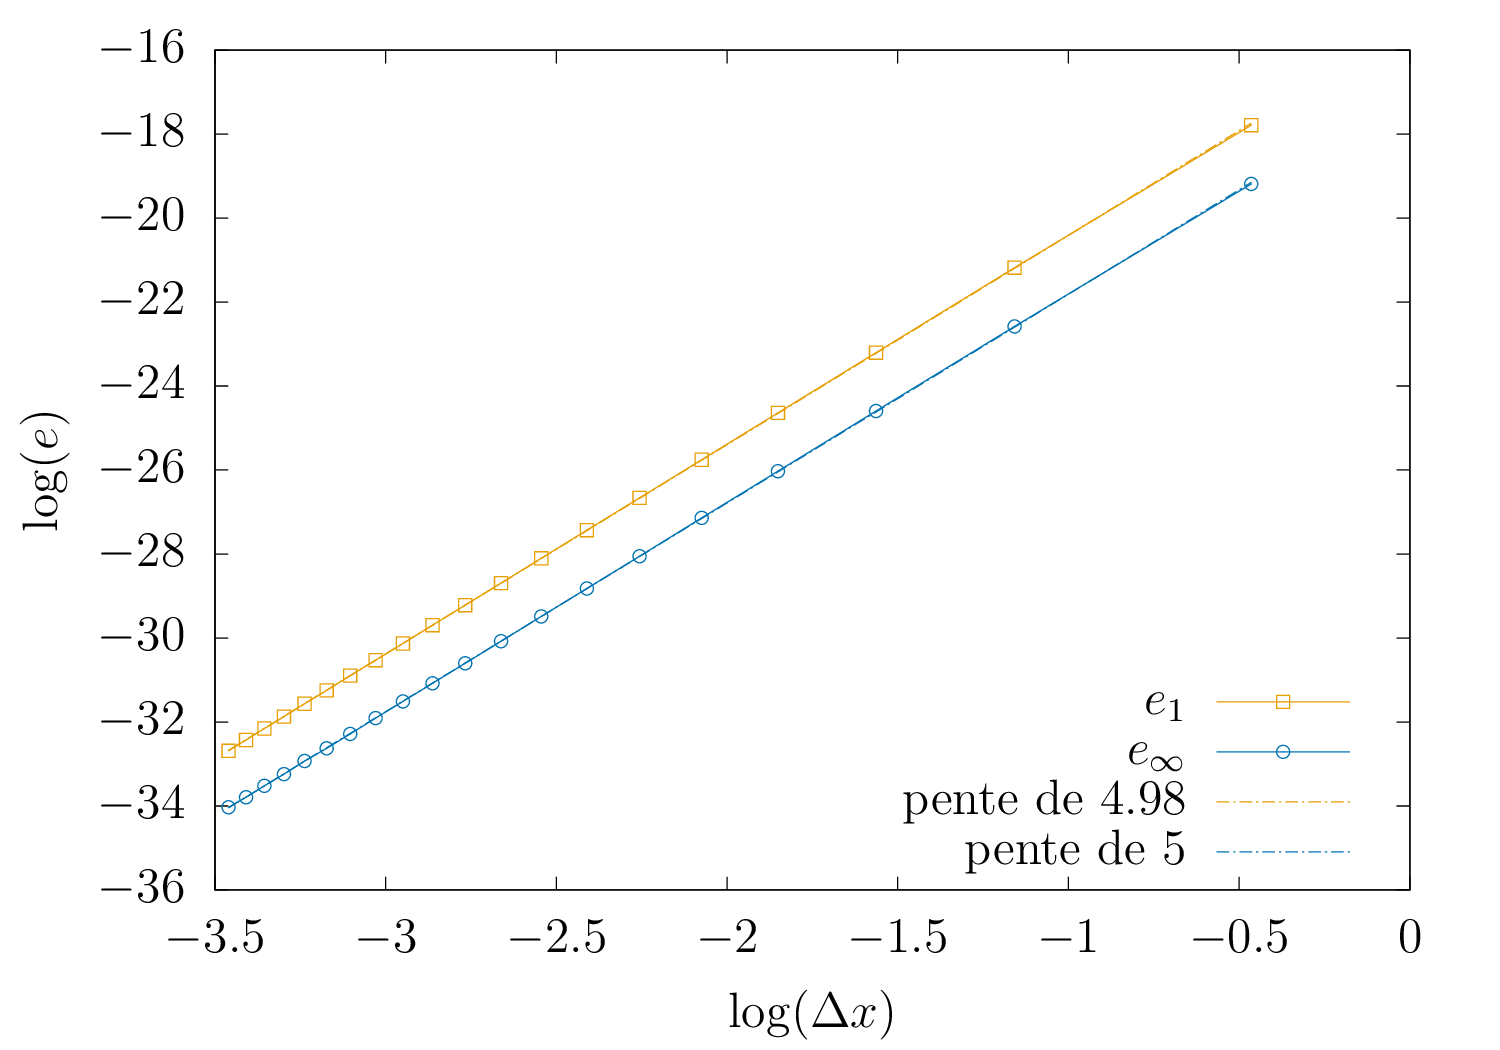 −16
−18
−20
−22
−24
−26
−28
−30
−32
−34
−36
log(e)
e₁
e∞
pente de 4.98
pente de 5
−3.5 −3 −2.5 −2 −1.5 −1 −0.5 0
log(Δx)